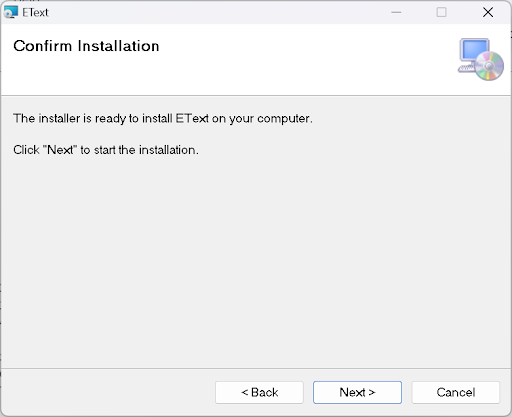 EText
Confirm Installation
The installer is ready to install EText on your computer.
Click "Next" to start the installation.
< Back
Next >
Cancel